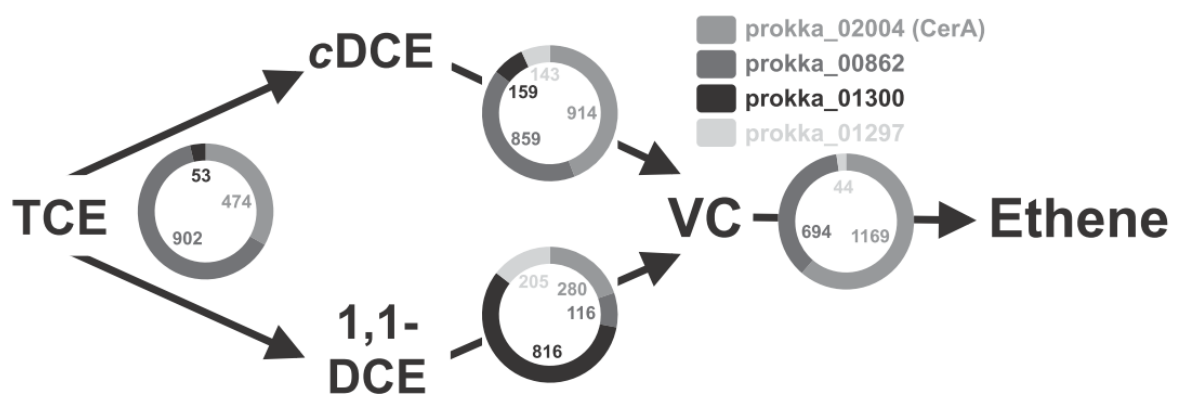 cDCE
143
159
914
859
prokka_02004 (CerA)
prokka_00862
prokka_01300
prokka_01297
TCE
53
474
902
VC
44
694
1169
Ethene
1,1-
DCE
205
280
116
816